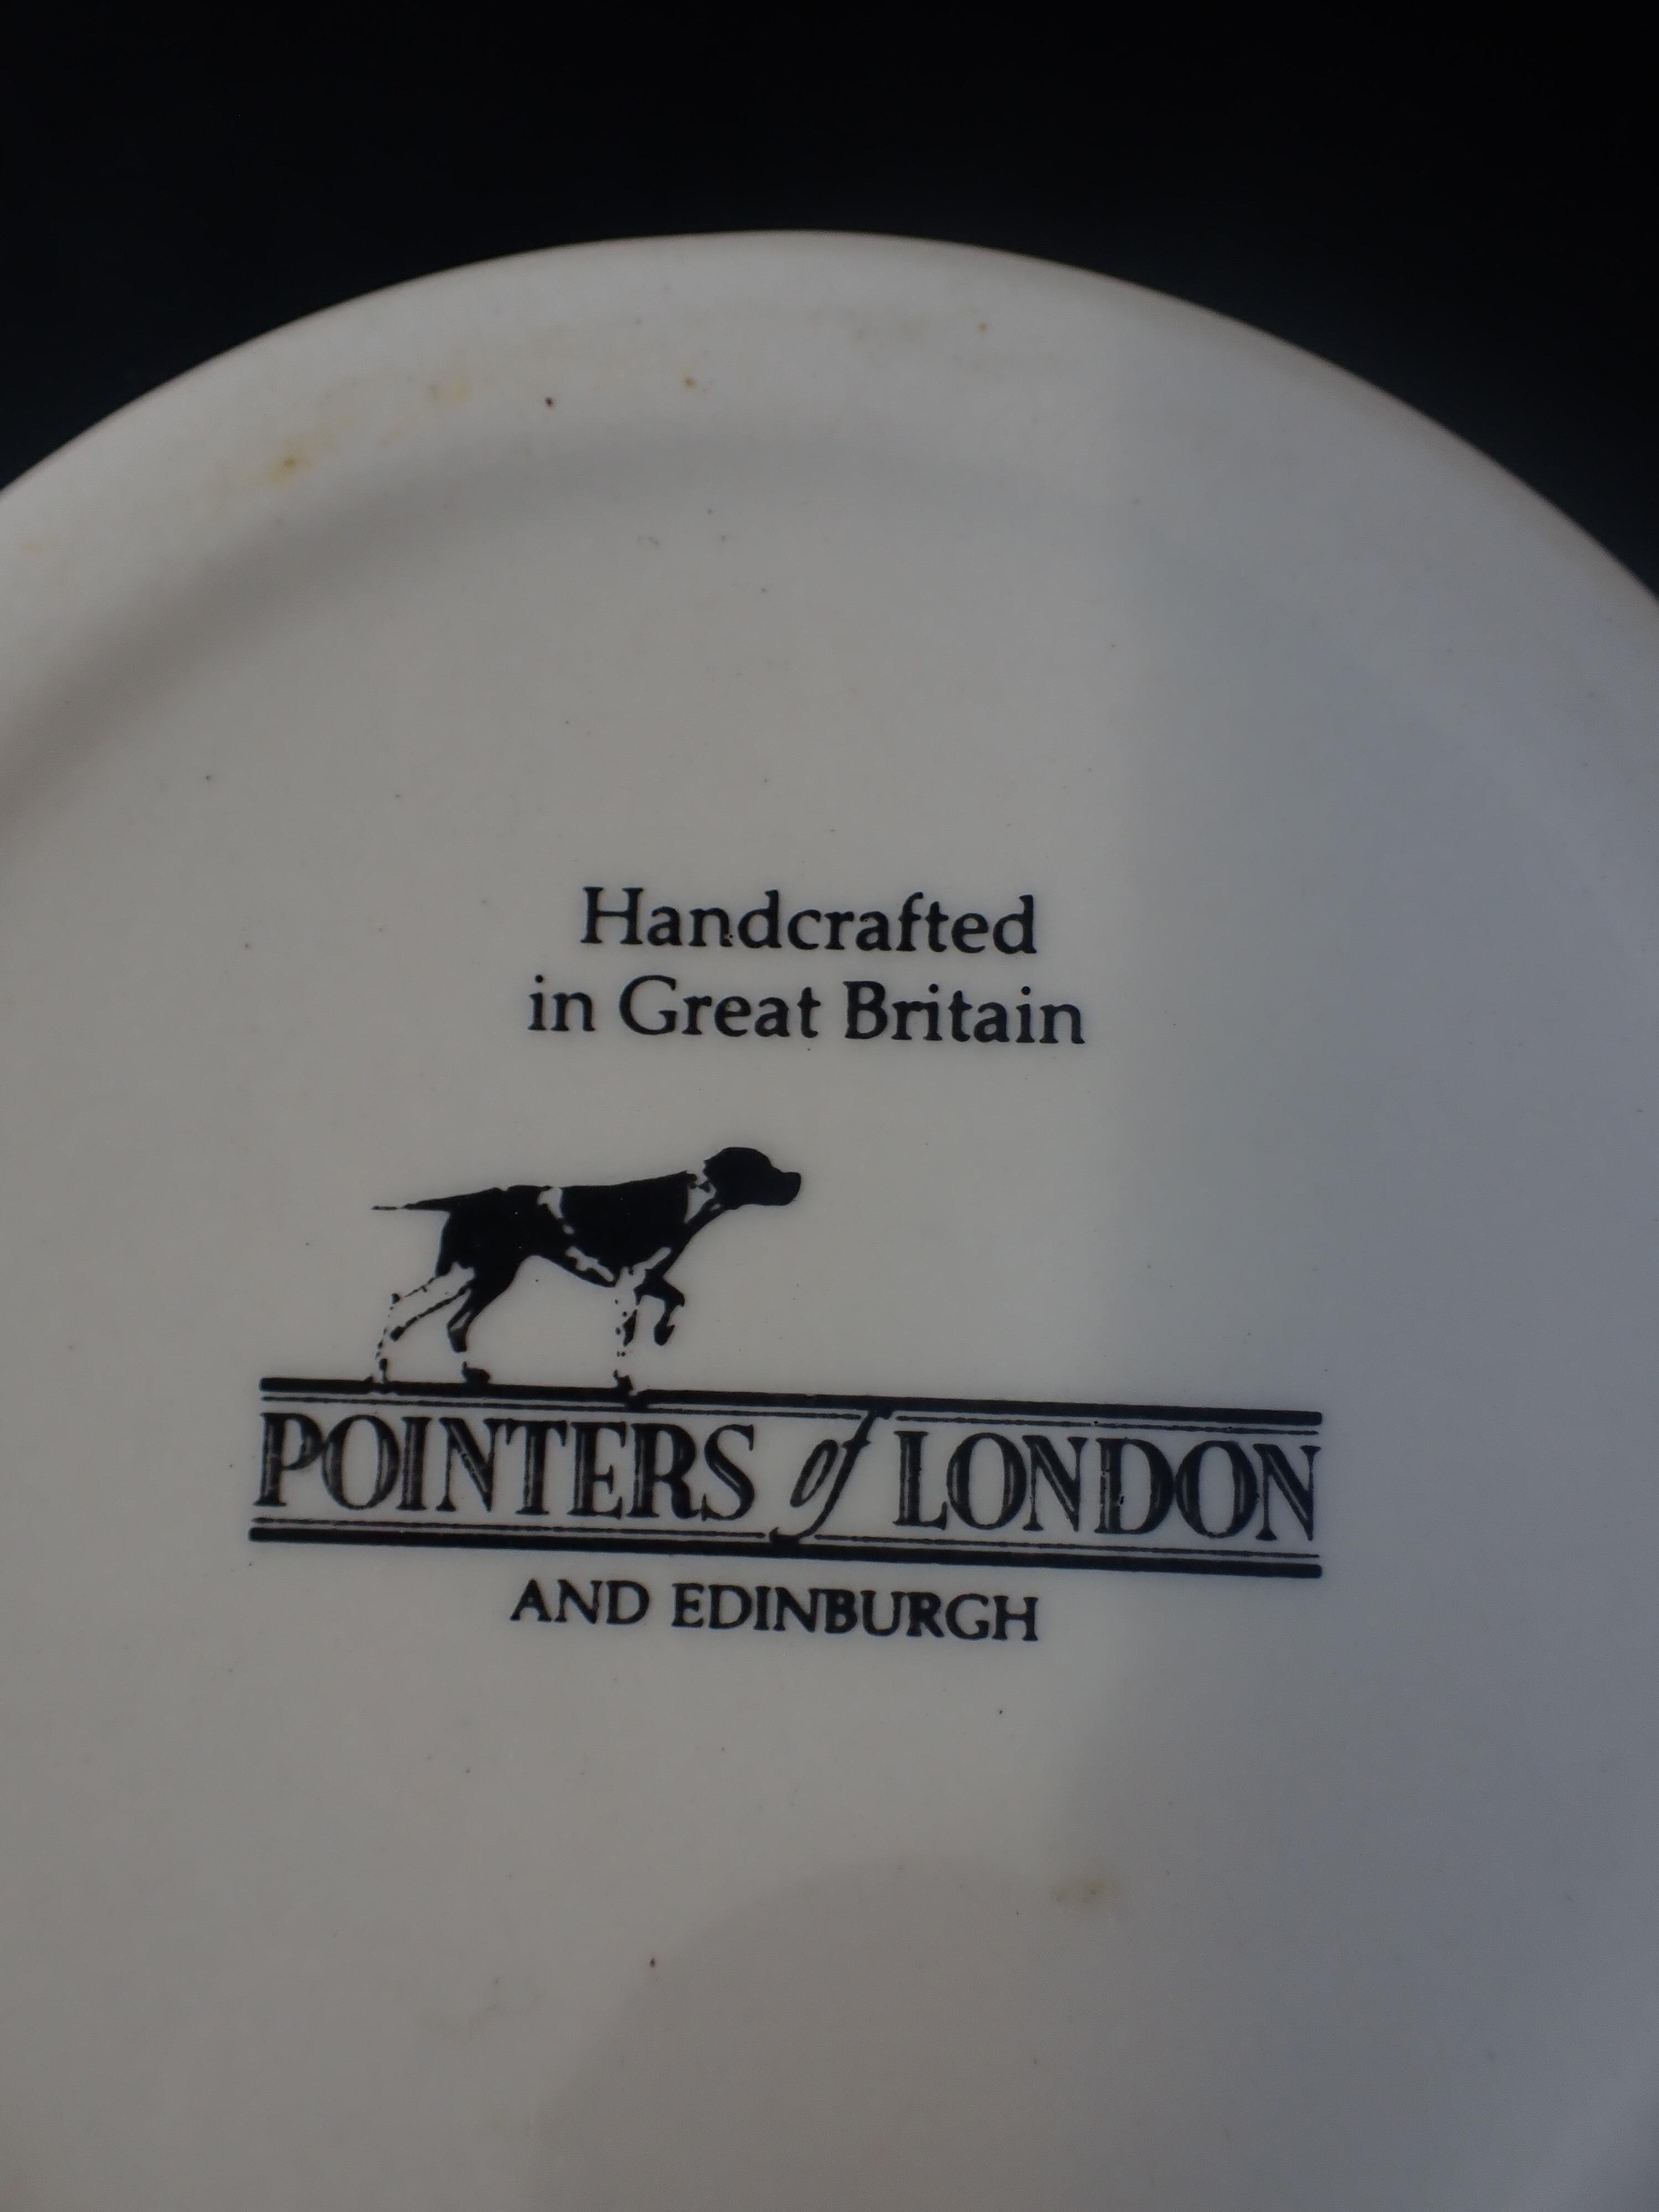 Handcrafted
in Great Britain
POINTERS of LONDON
AND EDINBURGH